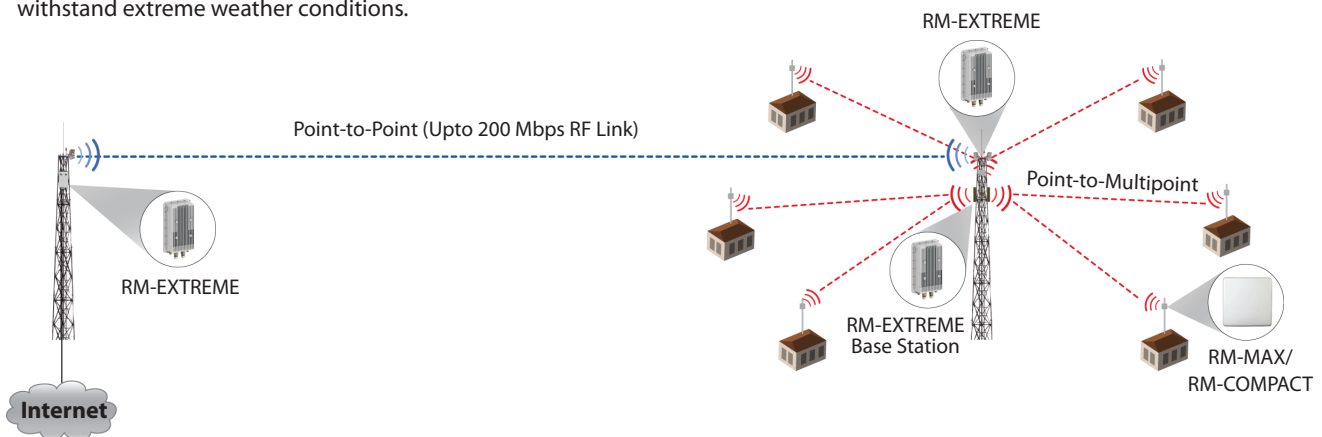 withstand extreme weather conditions.
RM-EXTREME
Point-to-Point (Upto 200 Mbps RF Link)
Point-to-Multipoint
RM-EXTREME
RM-EXTREME
Base Station
RM-MAX/
RM-COMPACT
Internet